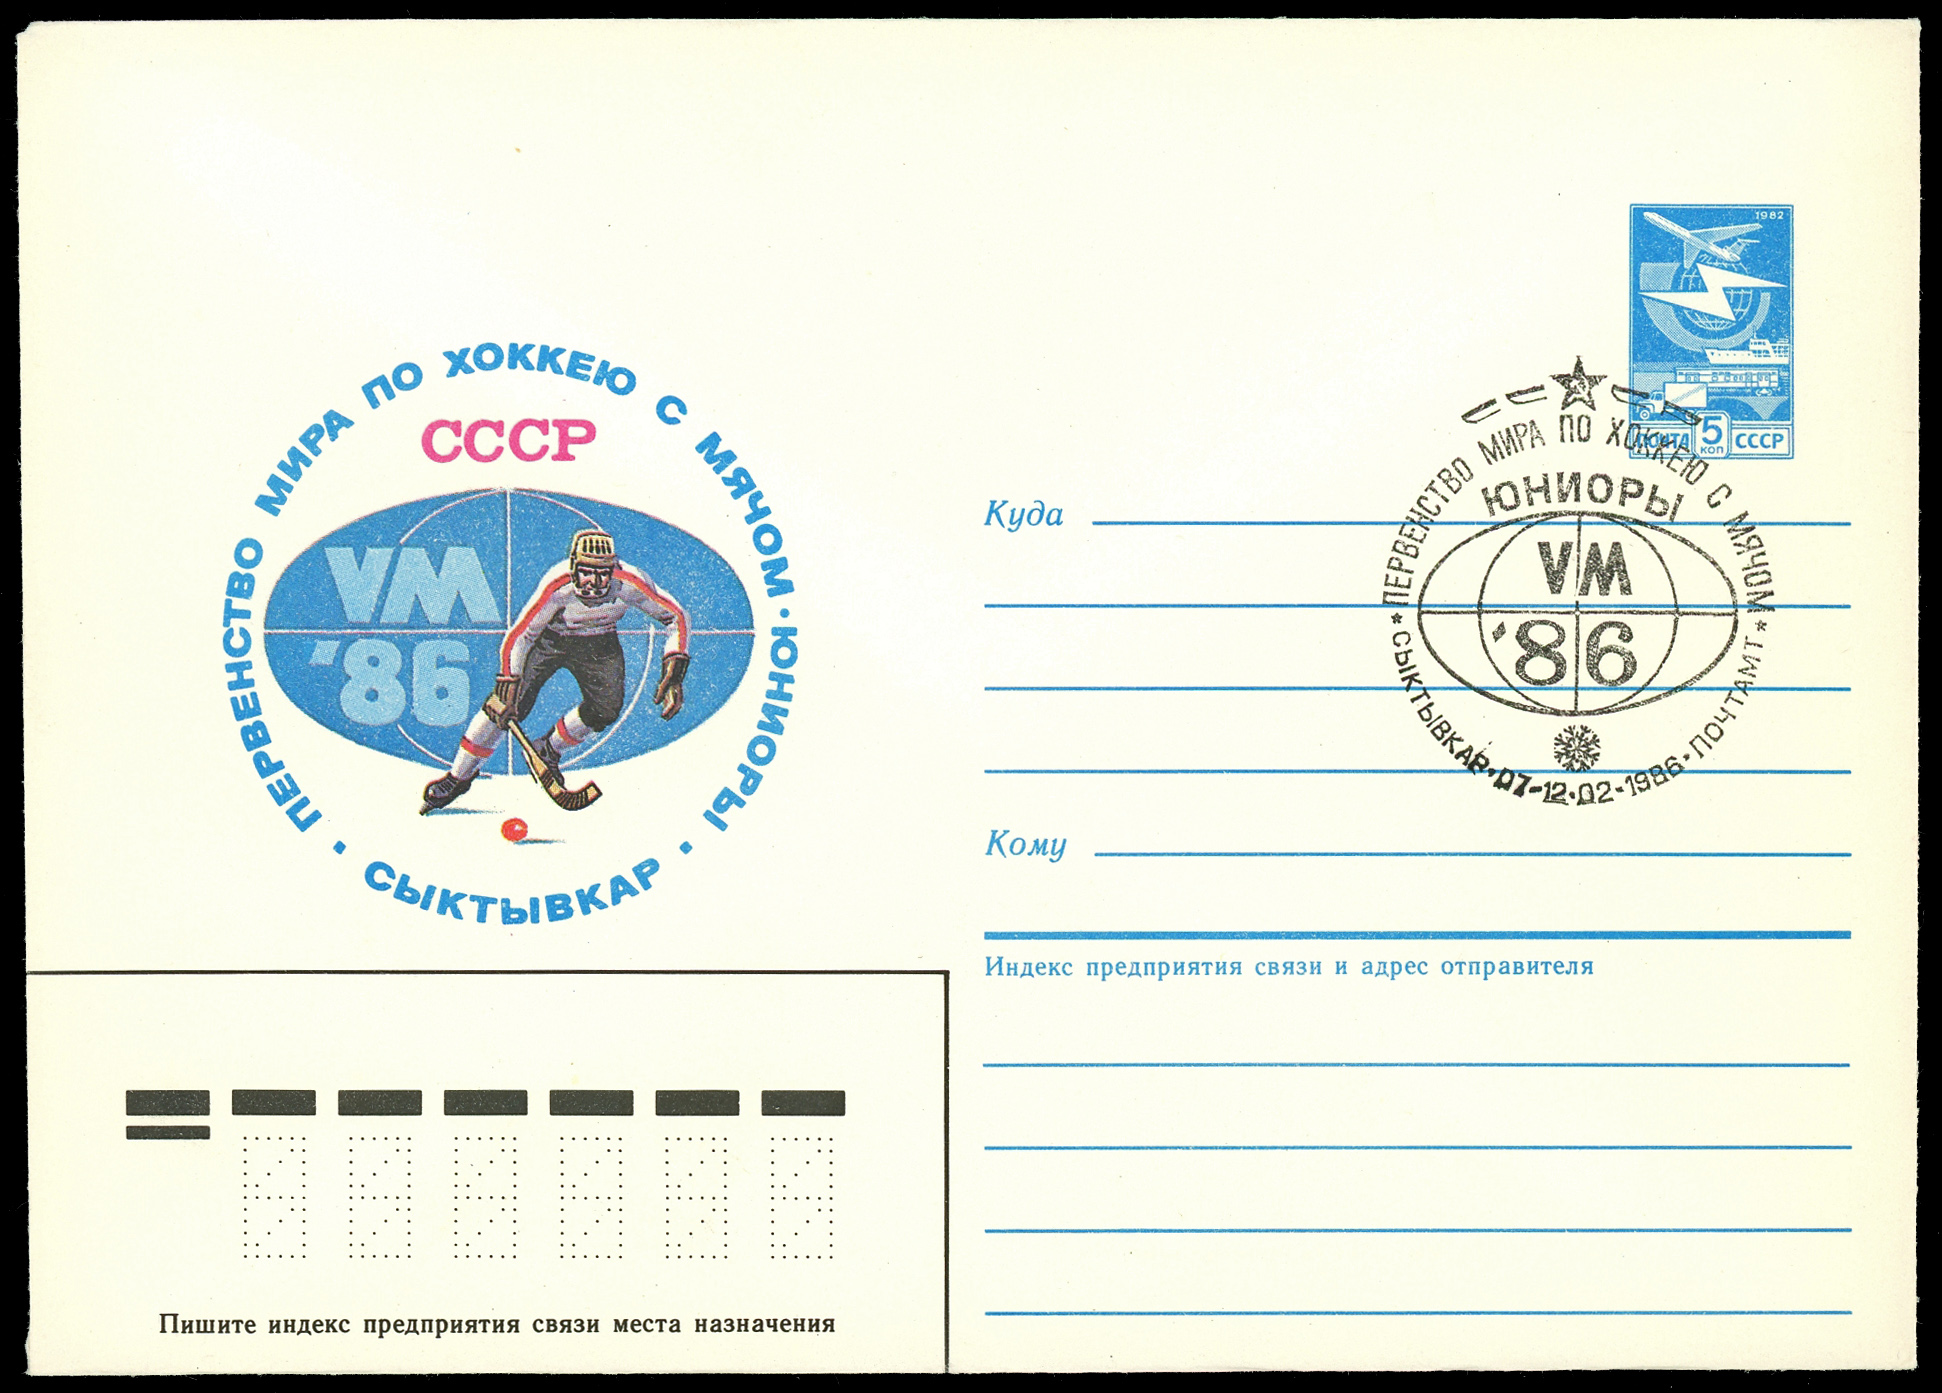 ПЕРВЕНСТВО МИРА ПО ХОККЕЮ С МЯЧОМ · ЮНИОРЫ · СЫКТЫВКАР ·
СССР
VM
'86
1982
ПОЧТА 5 КОП СССР
ПЕРВЕНСТВО МИРА ПО ХОККЕЮ С МЯЧОМ
ЮНИОРЫ
VM
'86
* СЫКТЫВКАР · 07-12·02-1986 · ПОЧТАМТ *
Куда
Кому
Индекс предприятия связи и адрес отправителя
Пишите индекс предприятия связи места назначения